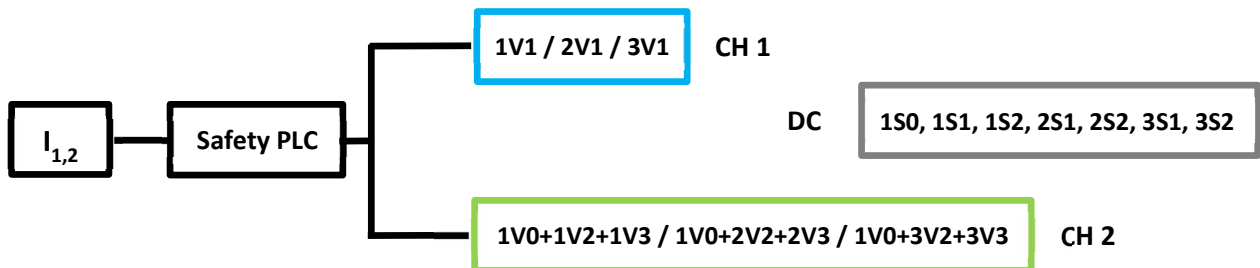 1V1 / 2V1 / 3V1 CH 1
I1,2 Safety PLC DC 1S0, 1S1, 1S2, 2S1, 2S2, 3S1, 3S2
1V0+1V2+1V3 / 1V0+2V2+2V3 / 1V0+3V2+3V3 CH 2